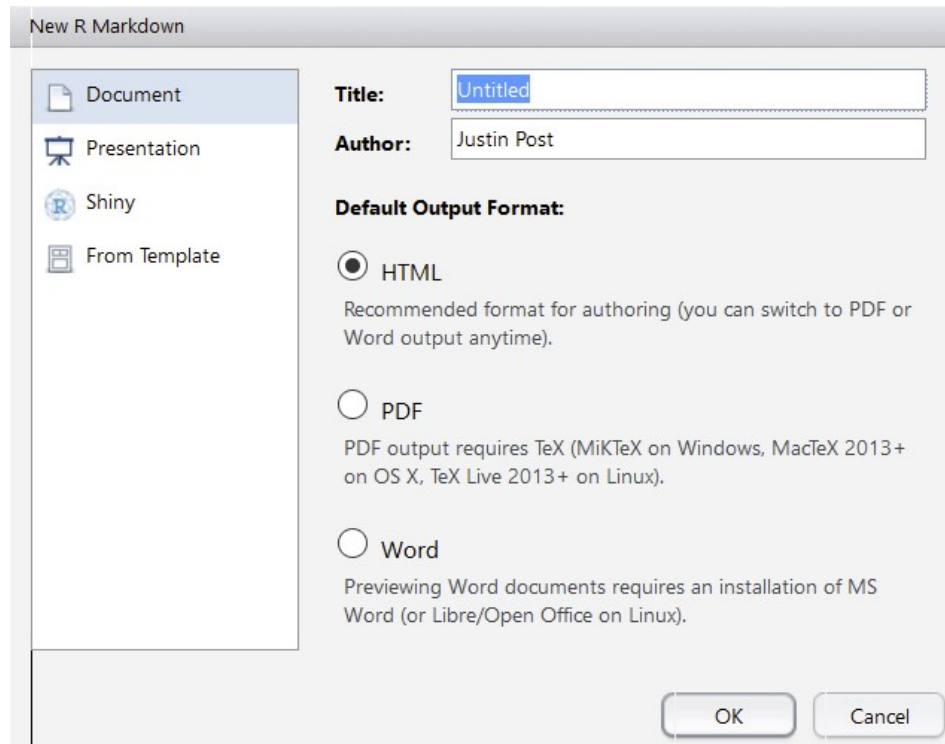 New R Markdown
Document
Presentation
Shiny
From Template
Title: Untitled
Author: Justin Post
Default Output Format:
HTML
Recommended format for authoring (you can switch to PDF or
Word output anytime).
PDF
PDF output requires TeX (MiKTeX on Windows, MacTeX 2013+
on OS X, TeX Live 2013+ on Linux).
Word
Previewing Word documents requires an installation of MS
Word (or Libre/Open Office on Linux).
OK Cancel